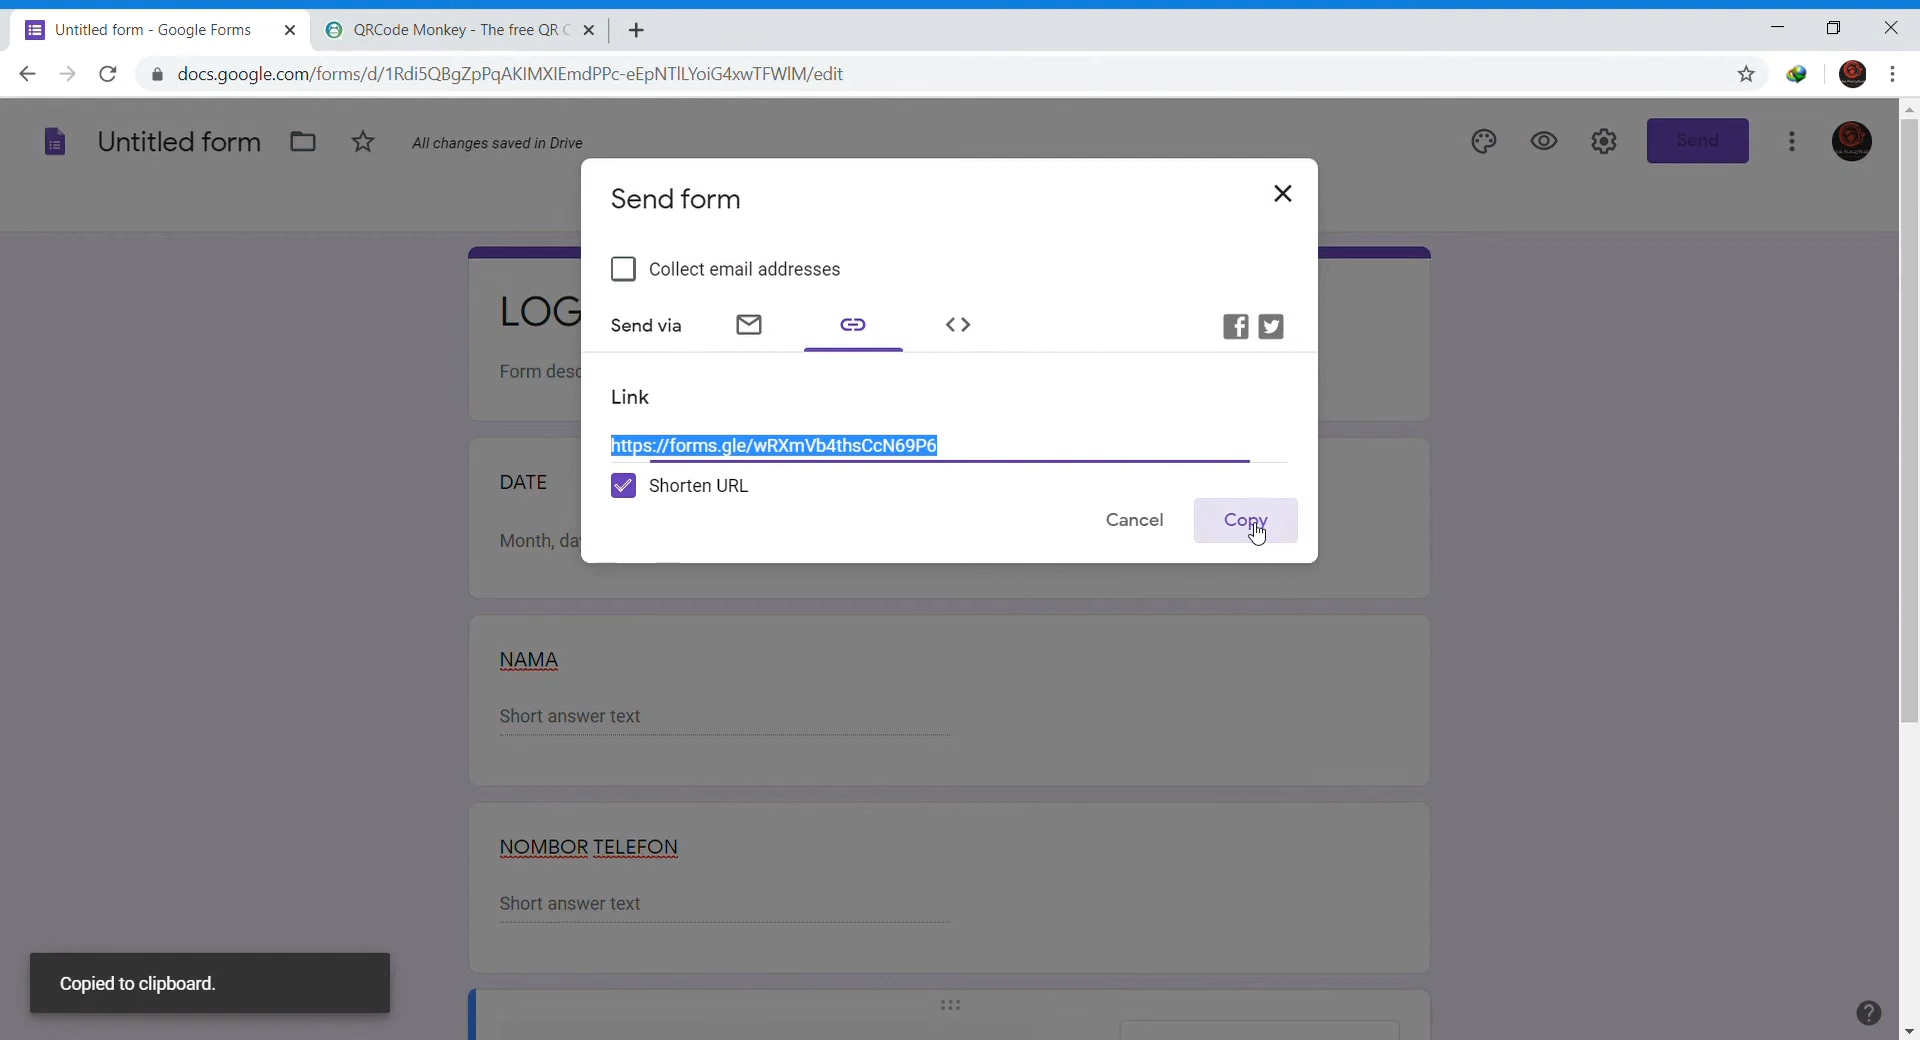 Untitled form - Google Forms
QRCode Monkey - The free QR
docs.google.com/forms/d/1Rdi5QBgZpPqAKIMXIEmdPPc-eEpNTlLYoiG4xwTFWlM/edit
Untitled form
All changes saved in Drive
Send
Send form
Collect email addresses
LOG
Send via
Form desc
Link
https://forms.gle/wRXmVb4thsCcN69P6
DATE
Shorten URL
Cancel
Copy
Month, da
NAMA
Short answer text
NOMBOR TELEFON
Short answer text
Copied to clipboard.